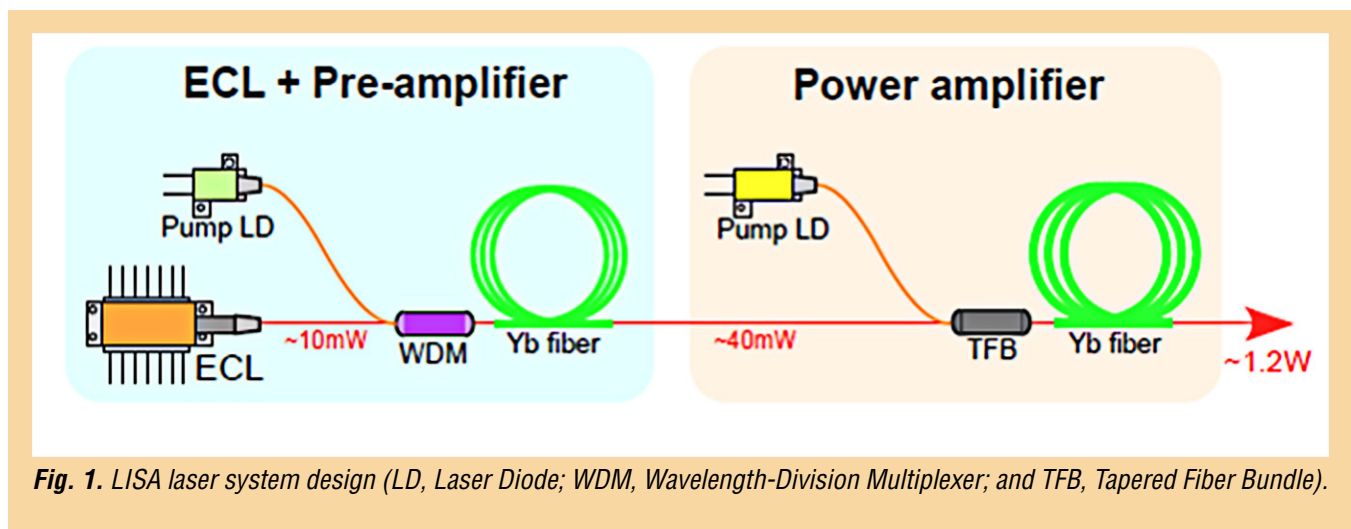 ECL + Pre-amplifier
Power amplifier
Pump LD
Pump LD
ECL
~10mW
WDM
Yb fiber
~40mW
TFB
Yb fiber
~1.2W
Fig. 1. LISA laser system design (LD, Laser Diode; WDM, Wavelength-Division Multiplexer; and TFB, Tapered Fiber Bundle).